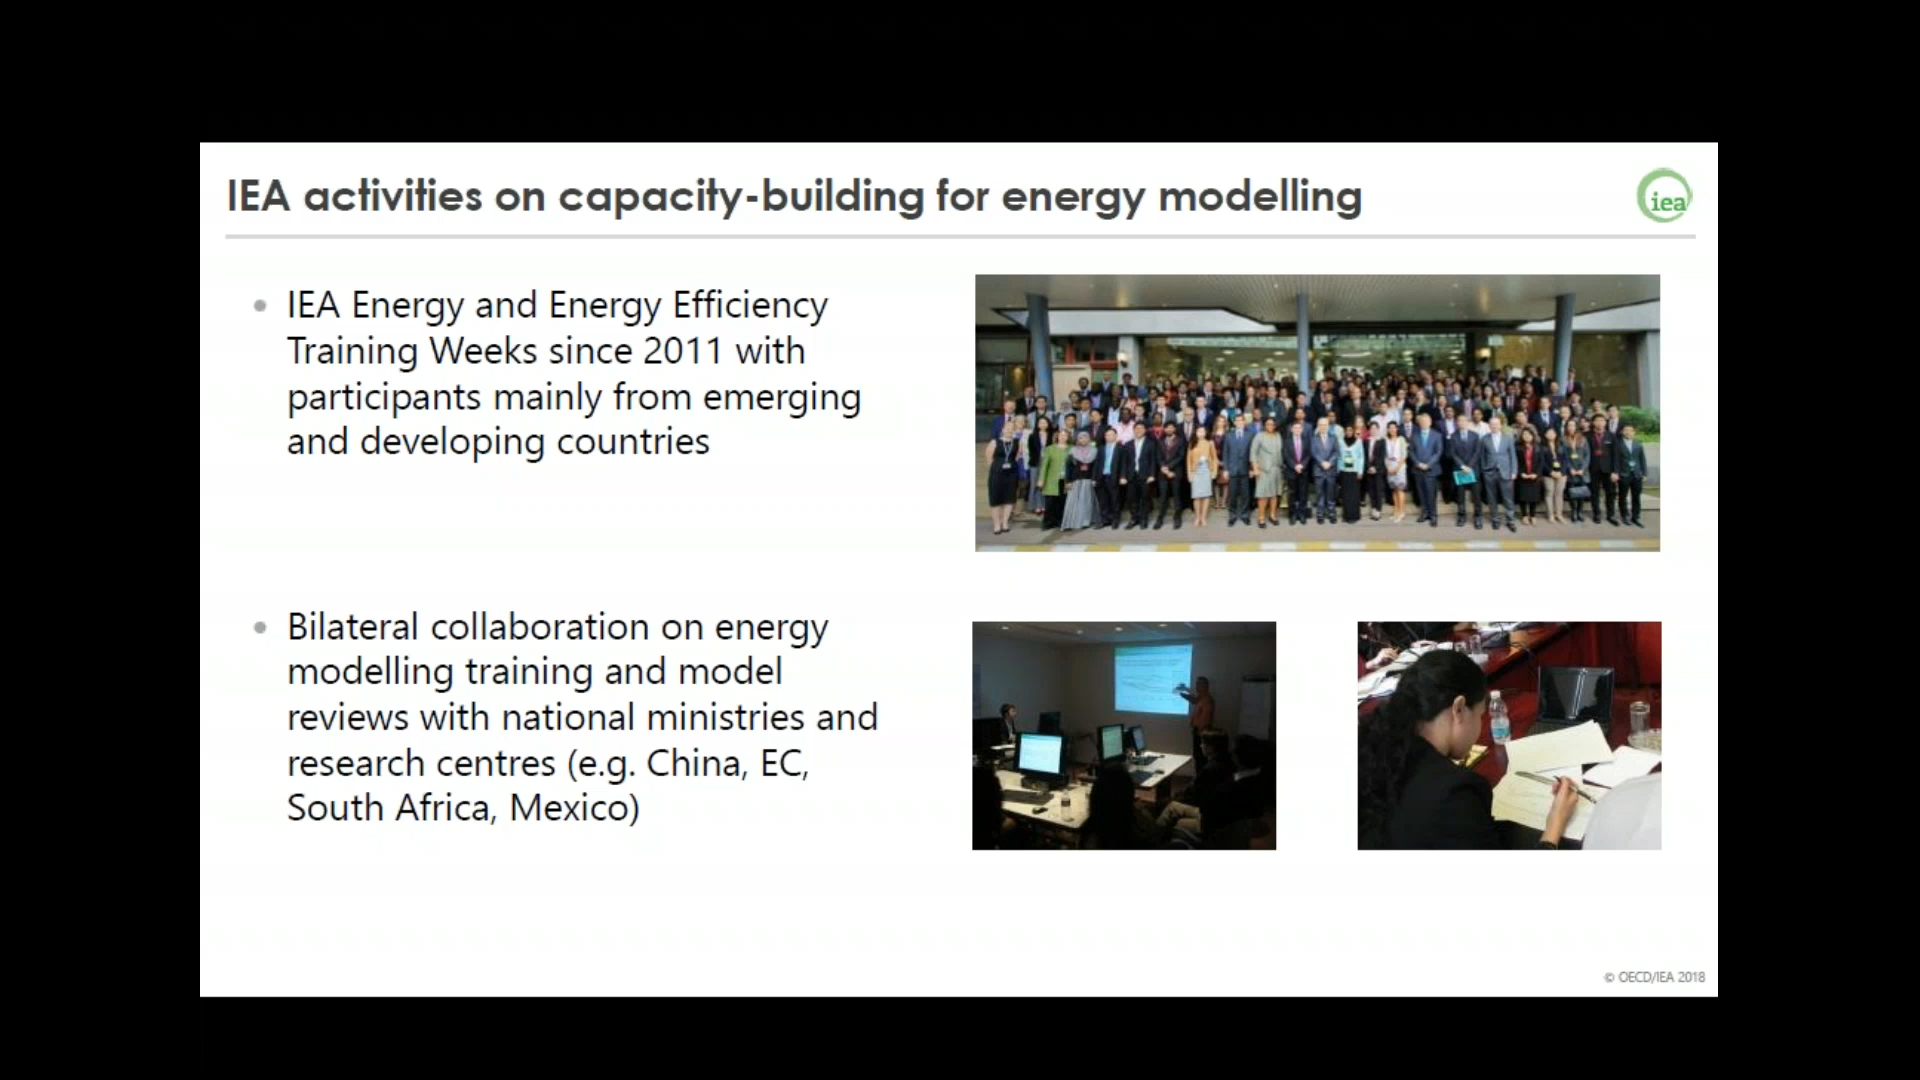 IEA activities on capacity-building for energy modelling
iea
• IEA Energy and Energy Efficiency
Training Weeks since 2011 with
participants mainly from emerging
and developing countries
• Bilateral collaboration on energy
modelling training and model
reviews with national ministries and
research centres (e.g. China, EC,
South Africa, Mexico)
© OECD/IEA 2018